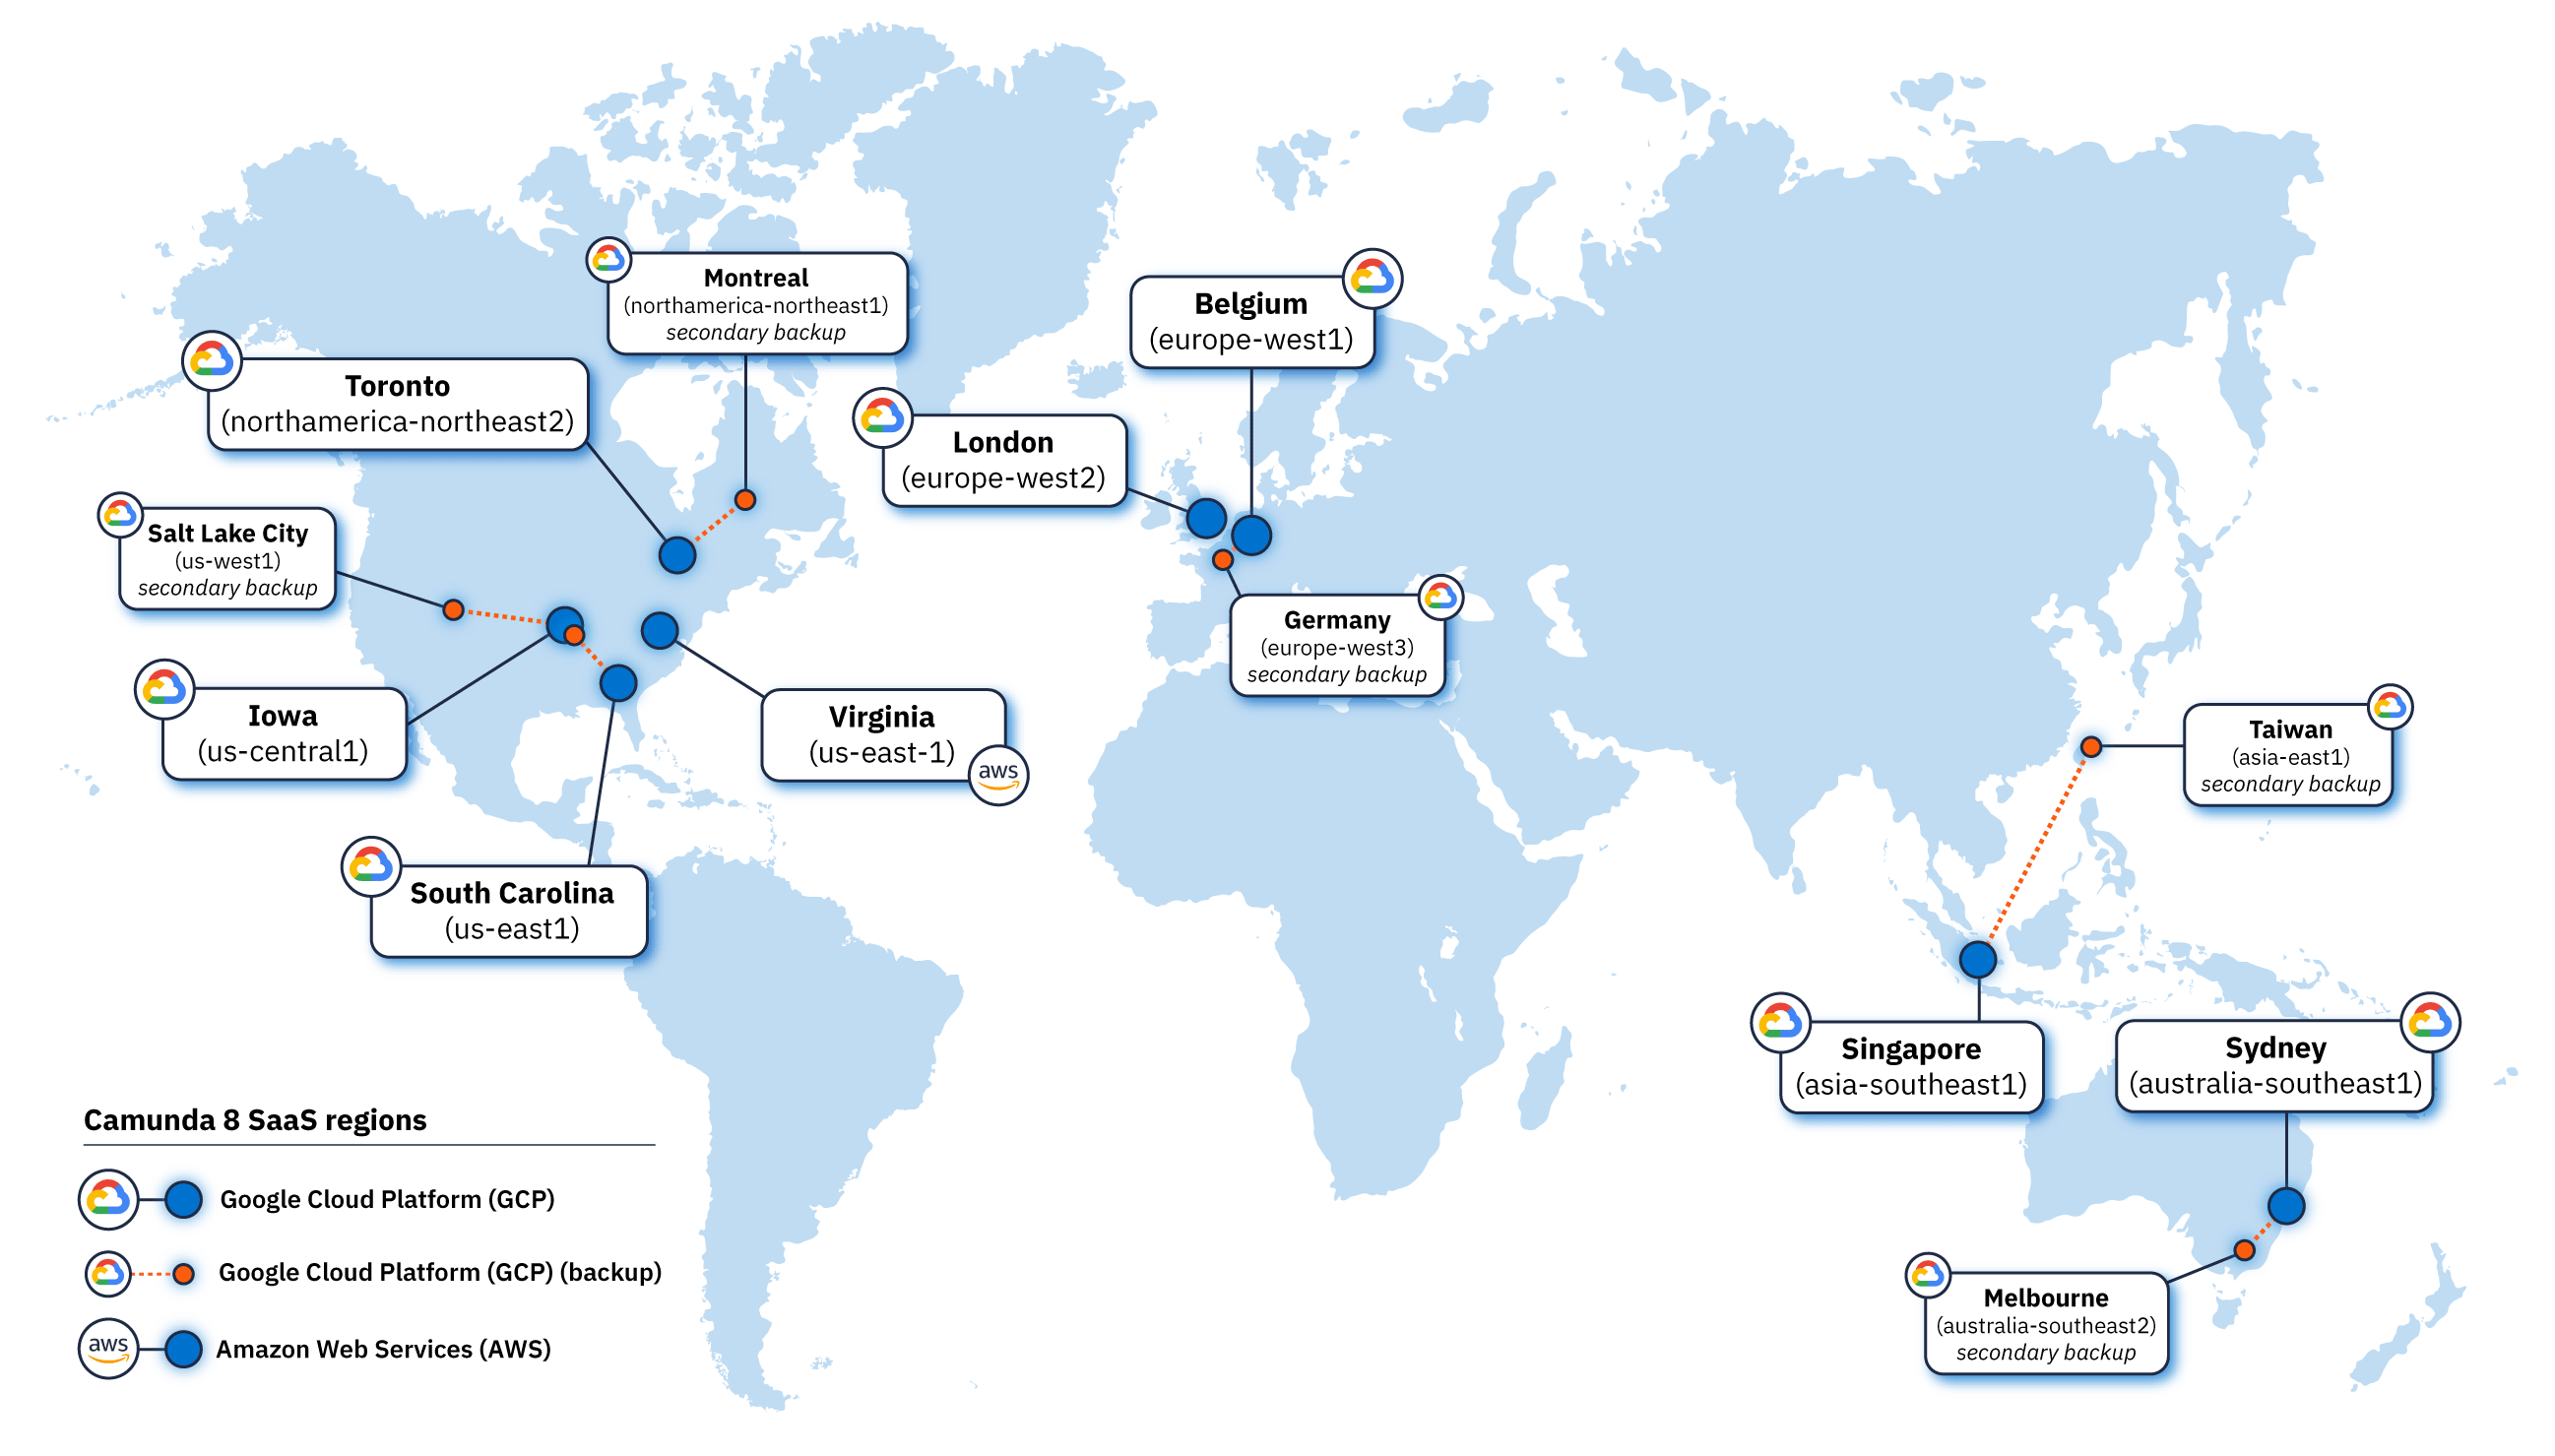 Montreal
(northamerica-northeast1)
secondary backup
Belgium
(europe-west1)
Toronto
(northamerica-northeast2)
London
(europe-west2)
Salt Lake City
(us-west1)
secondary backup
Germany
(europe-west3)
secondary backup
Iowa
(us-central1)
Virginia
(us-east-1)
aws
Taiwan
(asia-east1)
secondary backup
South Carolina
(us-east1)
Singapore
(asia-southeast1)
Sydney
(australia-southeast1)
Melbourne
(australia-southeast2)
secondary backup
Camunda 8 SaaS regions
Google Cloud Platform (GCP)
Google Cloud Platform (GCP) (backup)
aws
Amazon Web Services (AWS)